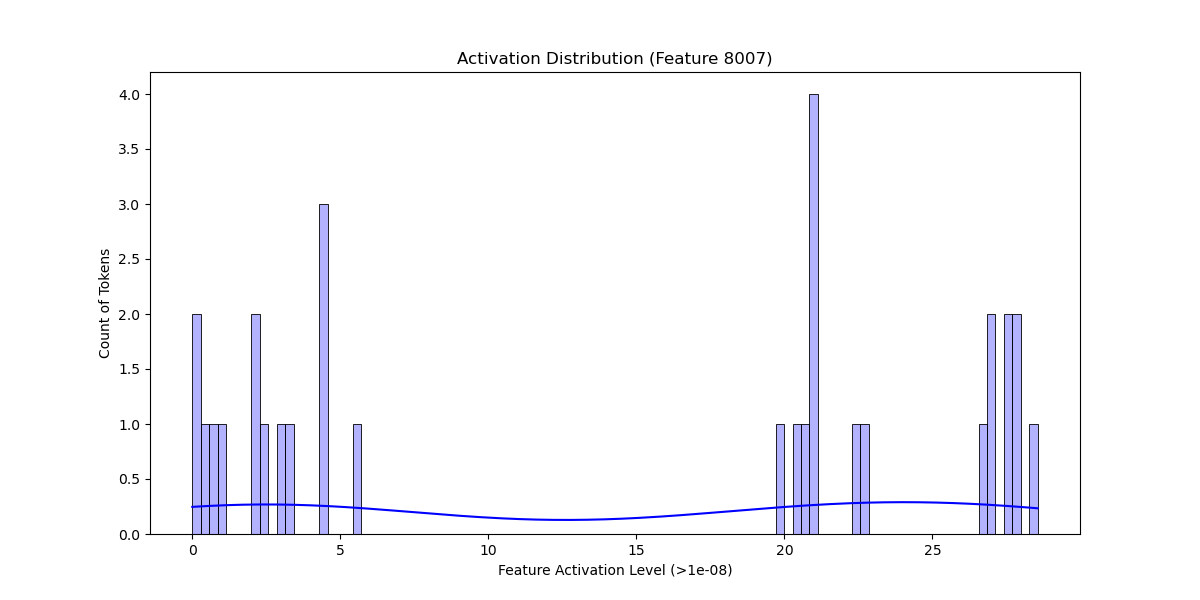 Activation Distribution (Feature 8007)
4.0
3.5
3.0
2.5
2.0
1.5
1.0
0.5
0.0
Count of Tokens
0 5 10 15 20 25
Feature Activation Level (>1e-08)